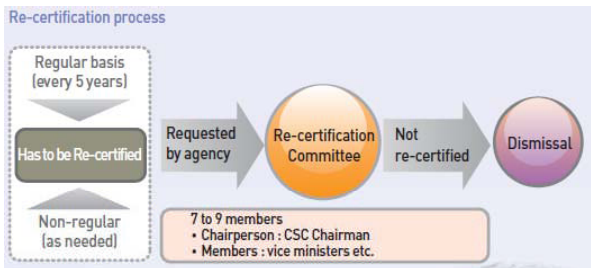 Re-certification process
Regular basis
(every 5 years)
Has to be Re-certified
Non-regular
(as needed)
Requested
by agency
Re-certification
Committee
Not
re-certified
Dismissal
7 to 9 members
• Chairperson : CSC Chairman
• Members : vice ministers etc.